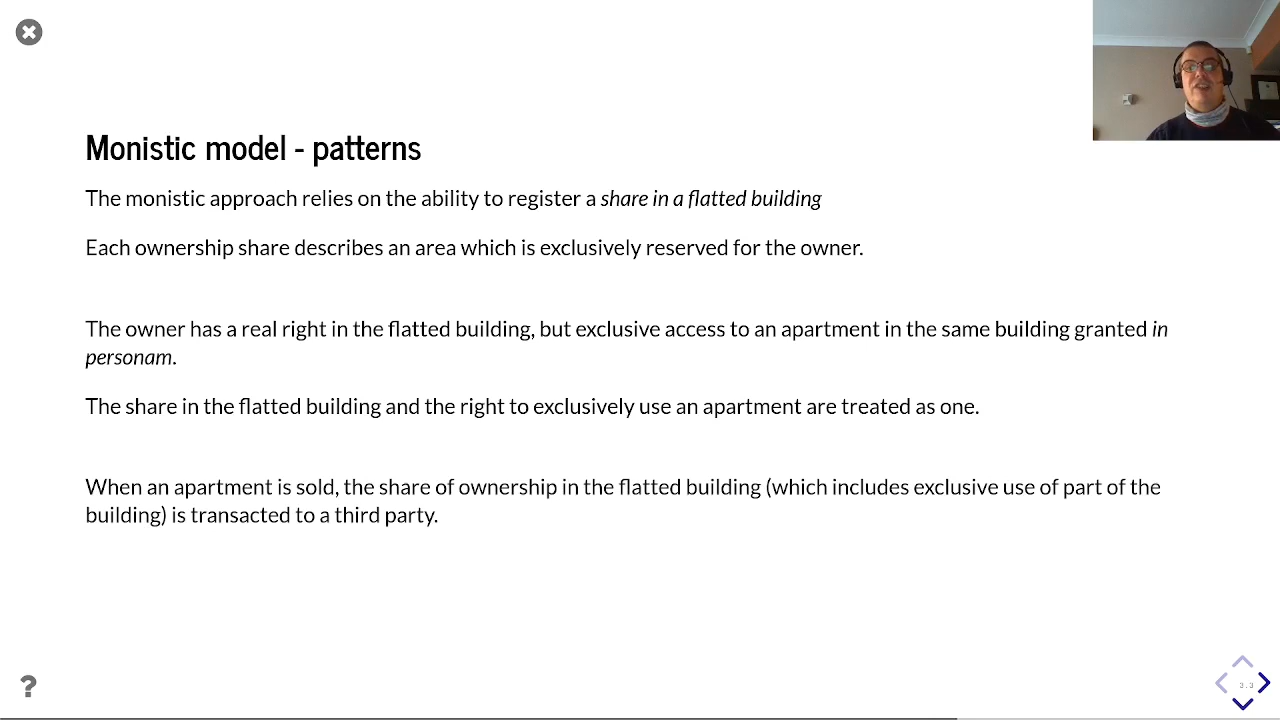 Monistic model - patterns
The monistic approach relies on the ability to register a share in a flatted building
Each ownership share describes an area which is exclusively reserved for the owner.
The owner has a real right in the flatted building, but exclusive access to an apartment in the same building granted in
personam.
The share in the flatted building and the right to exclusively use an apartment are treated as one.
When an apartment is sold, the share of ownership in the flatted building (which includes exclusive use of part of the
building) is transacted to a third party.
?
3.3